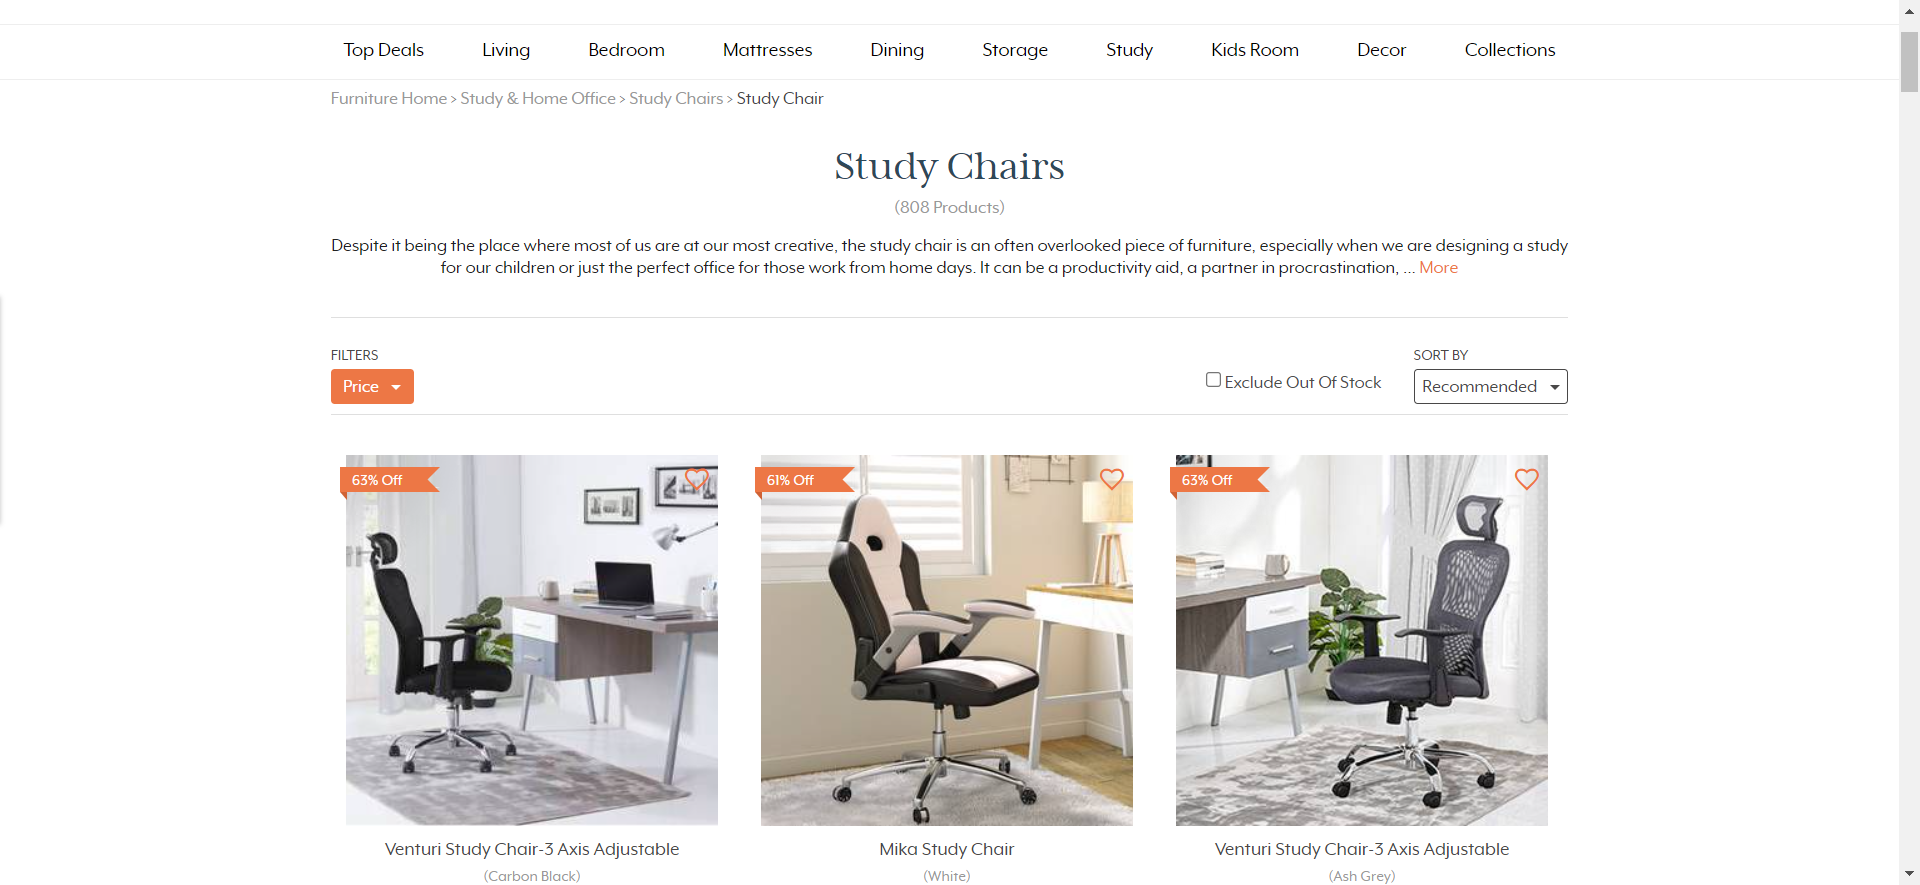 Top Deals Living Bedroom Mattresses Dining Storage Study Kids Room Decor Collections
Furniture Home > Study & Home Office > Study Chairs > Study Chair
Study Chairs
(808 Products)
Despite it being the place where most of us are at our most creative, the study chair is an often overlooked piece of furniture, especially when we are designing a study
for our children or just the perfect office for those work from home days. It can be a productivity aid, a partner in procrastination, ... More
FILTERS
Price
Exclude Out Of Stock
SORT BY
Recommended
63% Off
61% Off
63% Off
Venturi Study Chair-3 Axis Adjustable
(Carbon Black)
Mika Study Chair
(White)
Venturi Study Chair-3 Axis Adjustable
(Ash Grey)